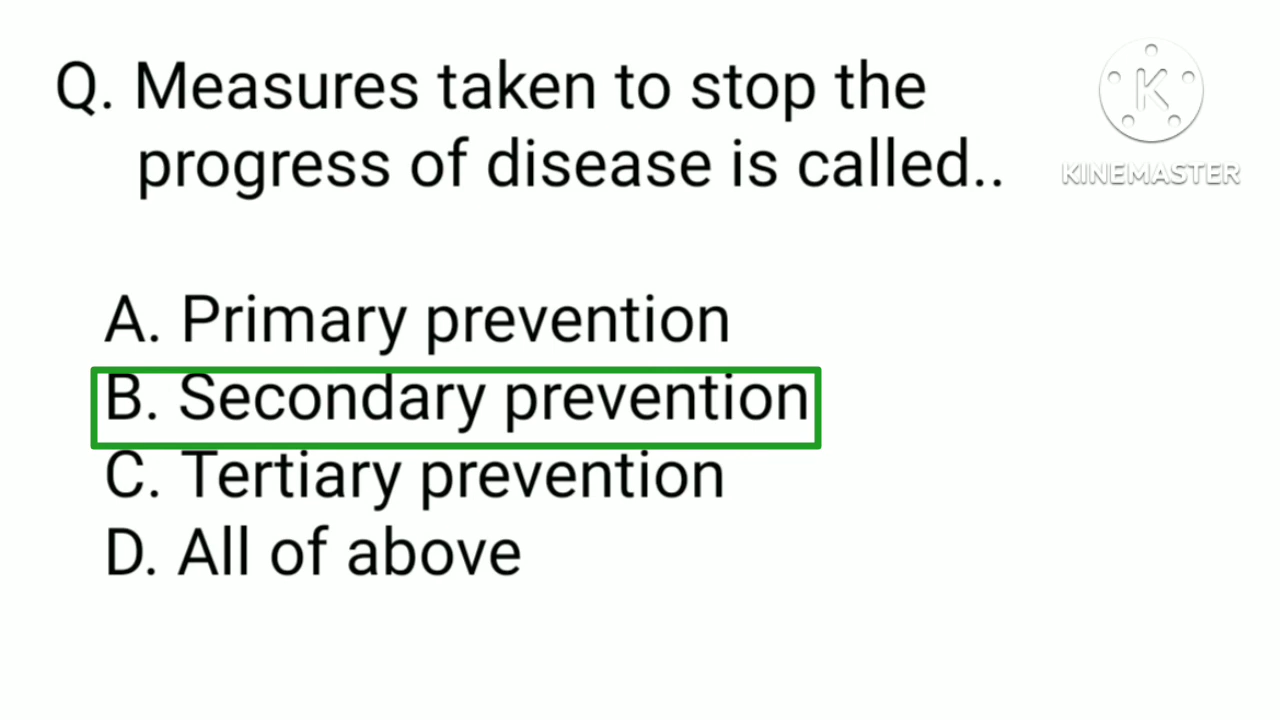 Q. Measures taken to stop the
progress of disease is called..
K
KINEMASTER
A. Primary prevention
B. Secondary prevention
C. Tertiary prevention
D. All of above